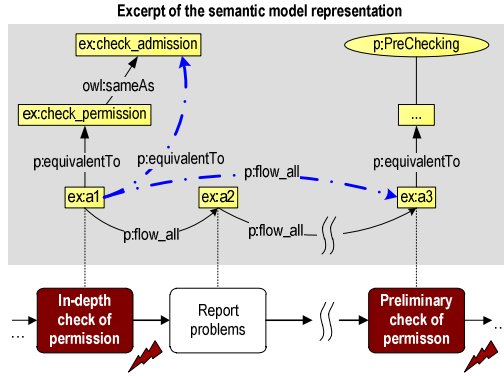 Excerpt of the semantic model representation
ex:check_admission
p:PreChecking
owl:sameAs
ex:check_permission
...
p:equivalentTo
p:equivalentTo
p:equivalentTo
p:flow_all
ex:a1
ex:a2
ex:a3
p:flow_all
p:flow_all
In-depth
check of
permission
Report
problems
Preliminary
check of
permisson
...
...